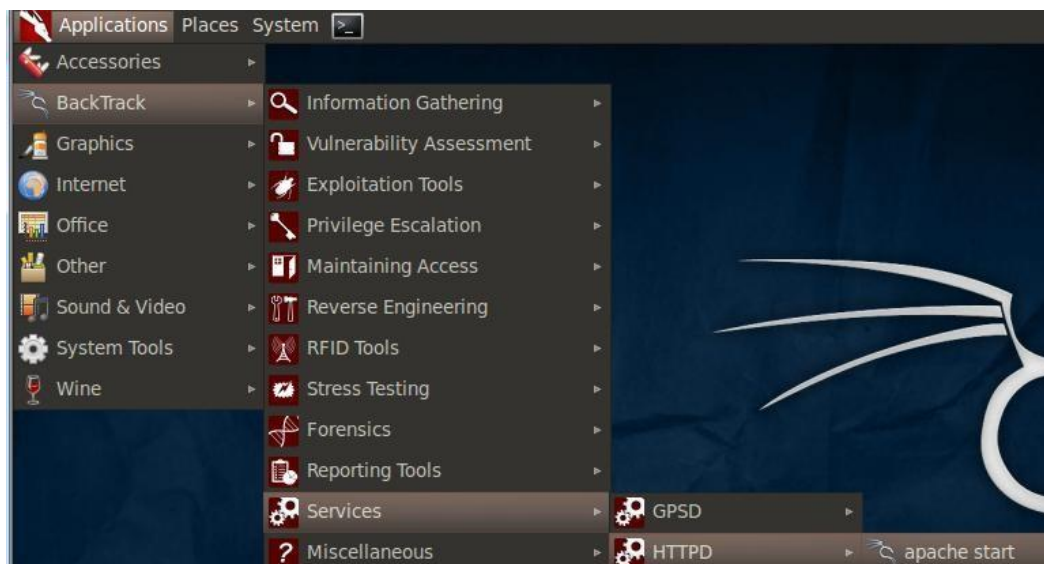 Applications Places System
Accessories
BackTrack
Graphics
Internet
Office
Other
Sound & Video
System Tools
Wine
Information Gathering
Vulnerability Assessment
Exploitation Tools
Privilege Escalation
Maintaining Access
Reverse Engineering
RFID Tools
Stress Testing
Forensics
Reporting Tools
Services
Miscellaneous
GPSD
HTTPD
apache start